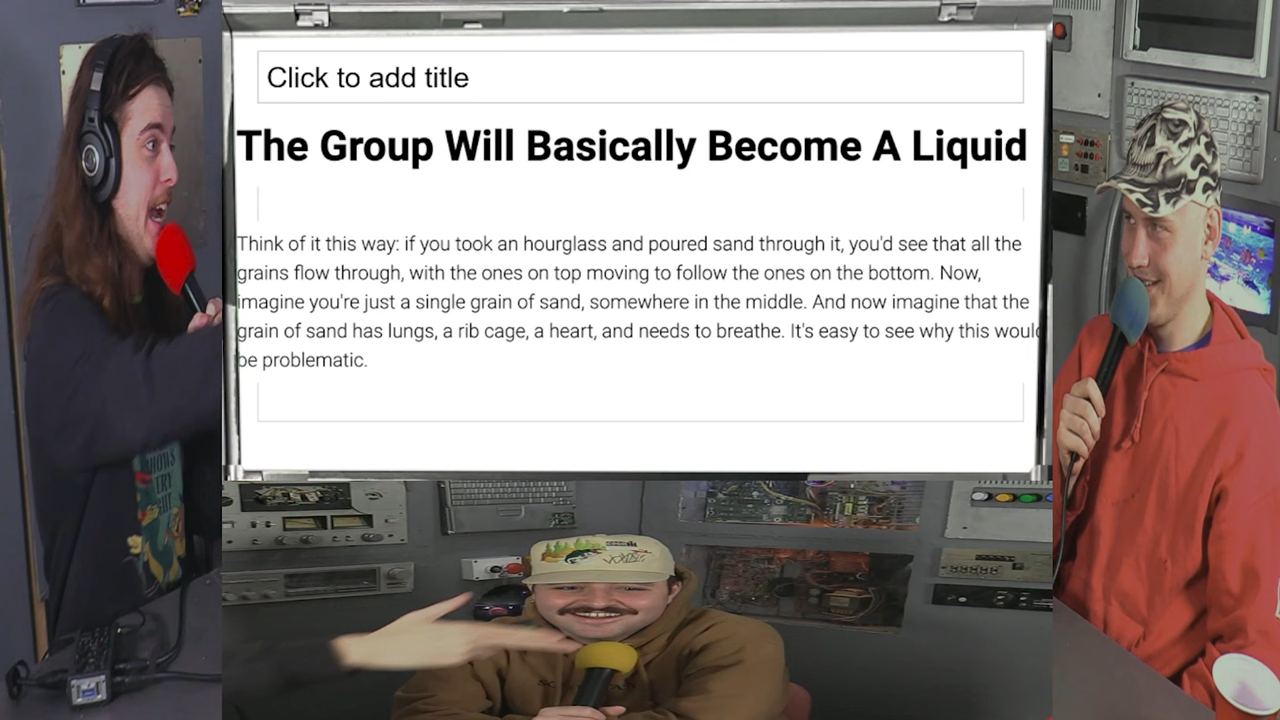 Click to add title
The Group Will Basically Become A Liquid
Think of it this way: if you took an hourglass and poured sand through it, you'd see that all the
grains flow through, with the ones on top moving to follow the ones on the bottom. Now,
imagine you're just a single grain of sand, somewhere in the middle. And now imagine that the
grain of sand has lungs, a rib cage, a heart, and needs to breathe. It's easy to see why this would
be problematic.